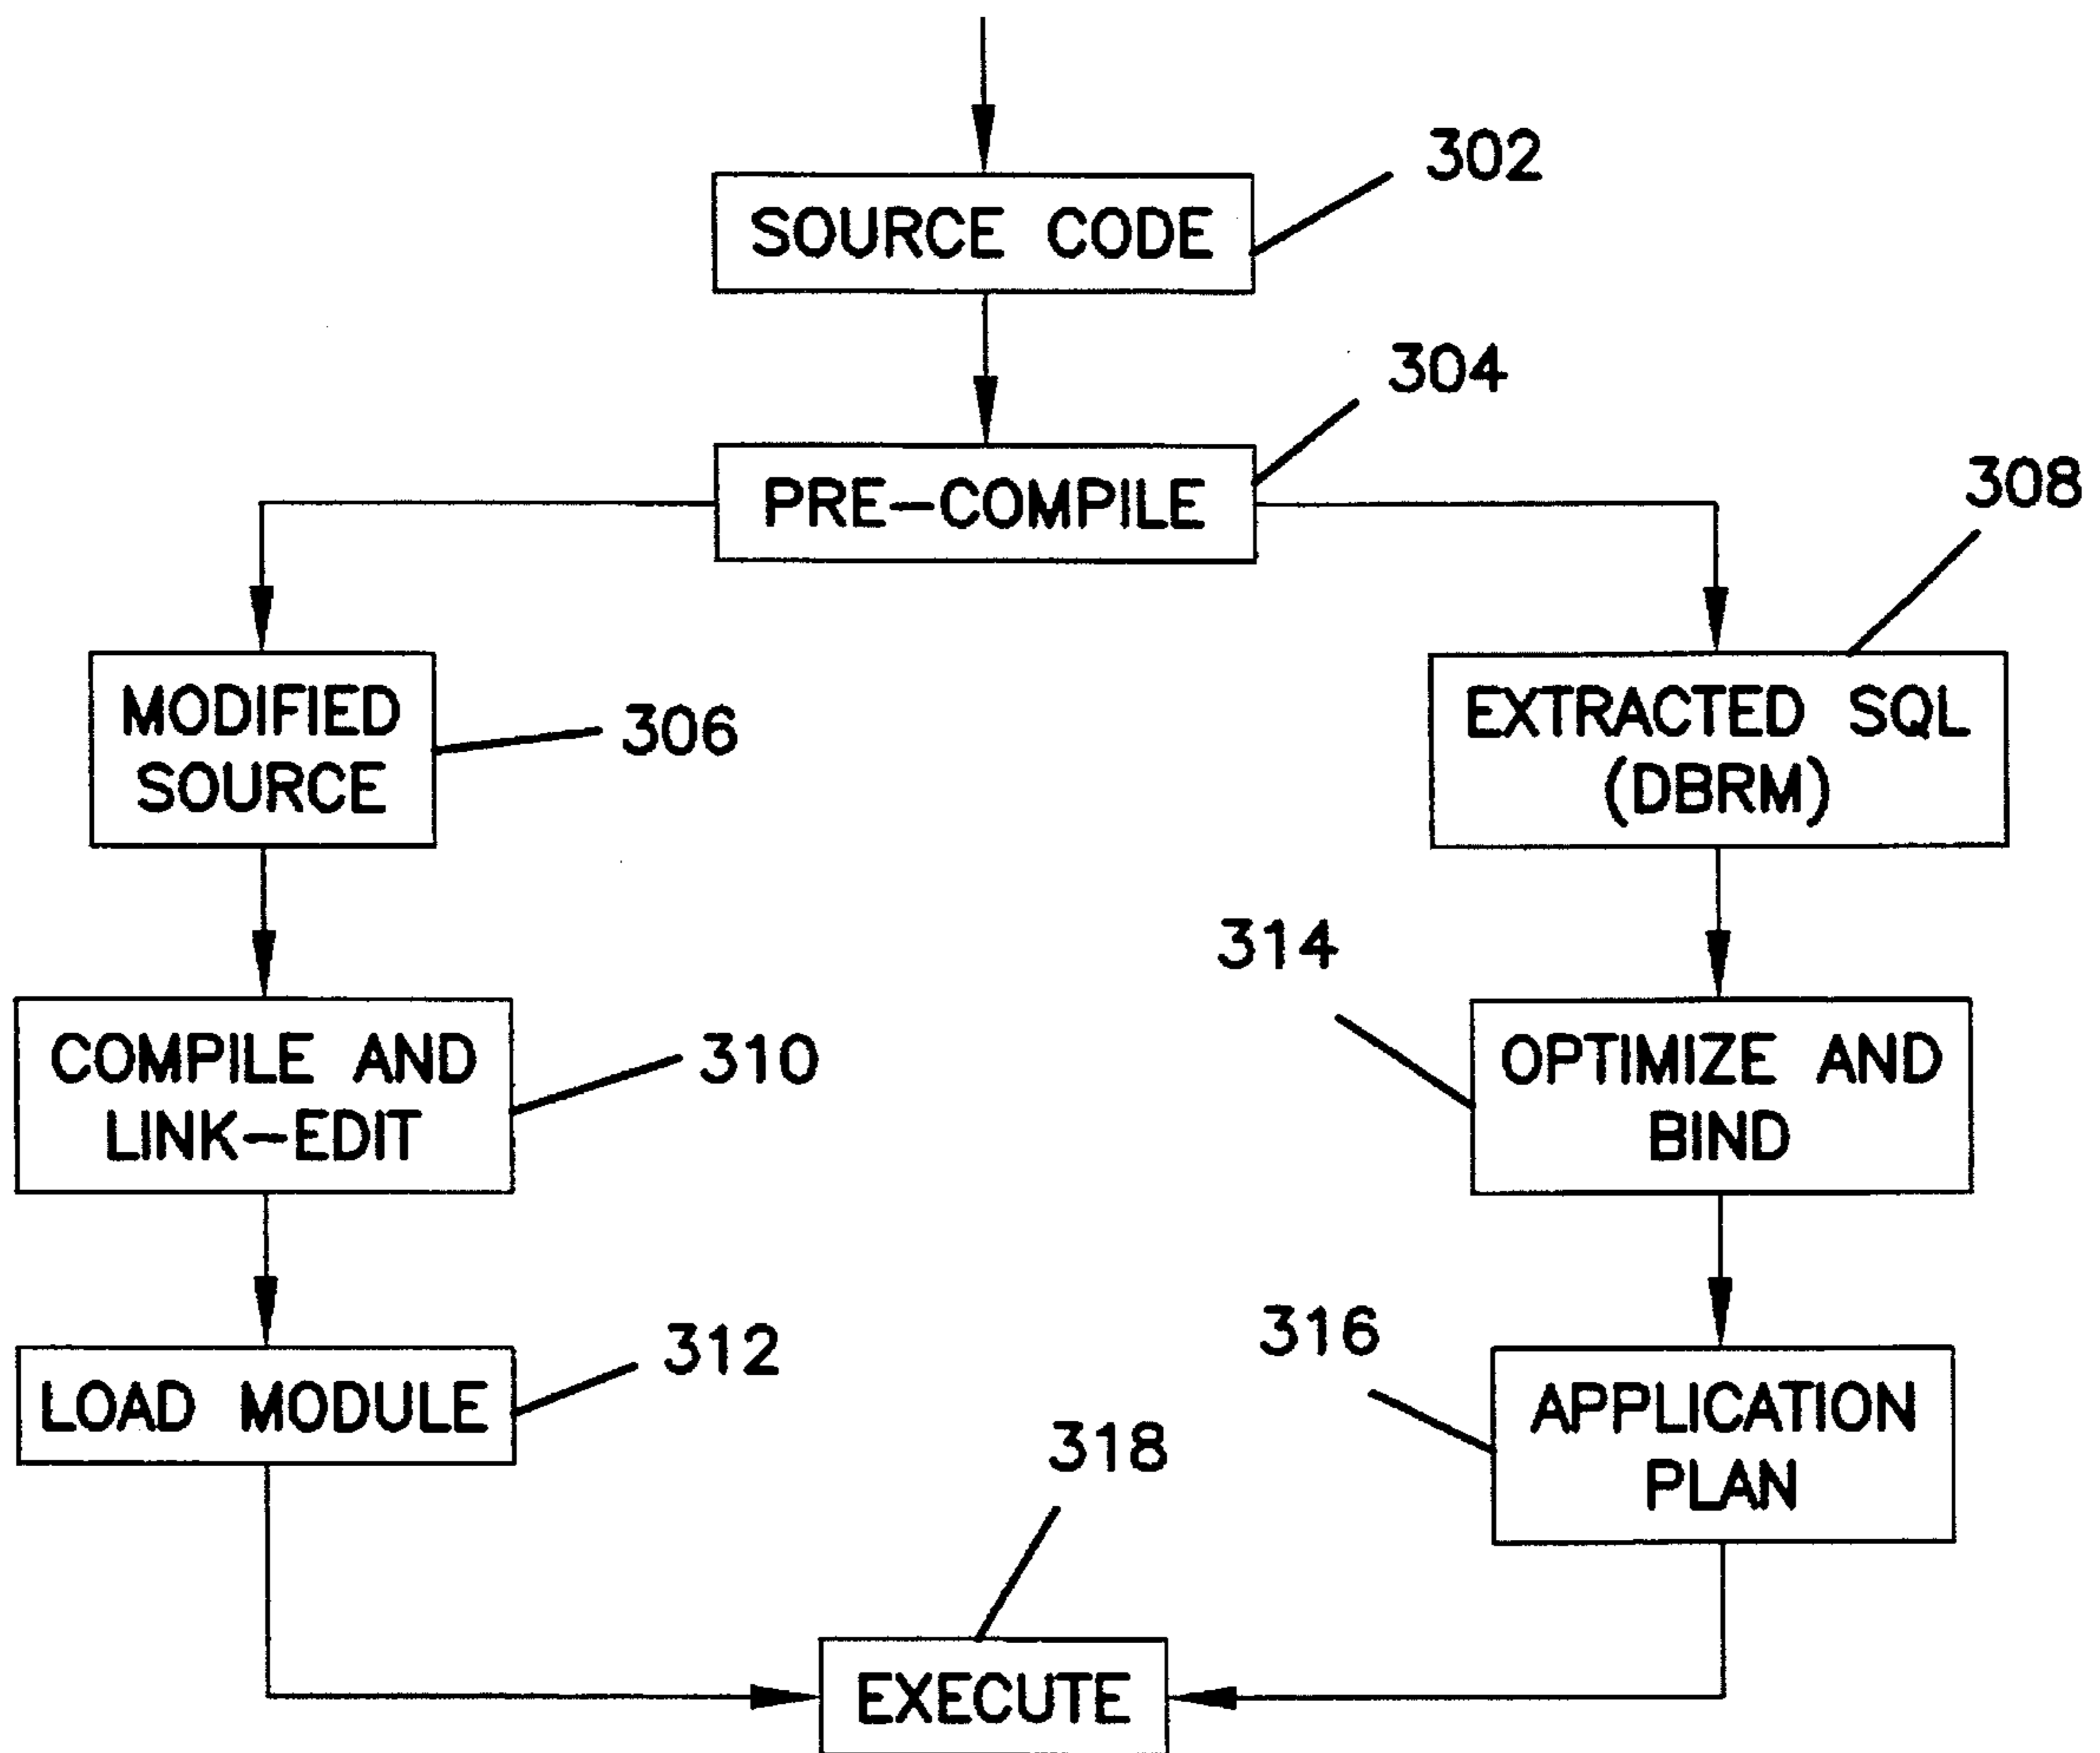 302
SOURCE CODE
304
PRE-COMPILE
308
MODIFIED
SOURCE
306
EXTRACTED SQL
(DBRM)
314
COMPILE AND
LINK-EDIT
310
OPTIMIZE AND
BIND
312
LOAD MODULE
316
APPLICATION
PLAN
318
EXECUTE